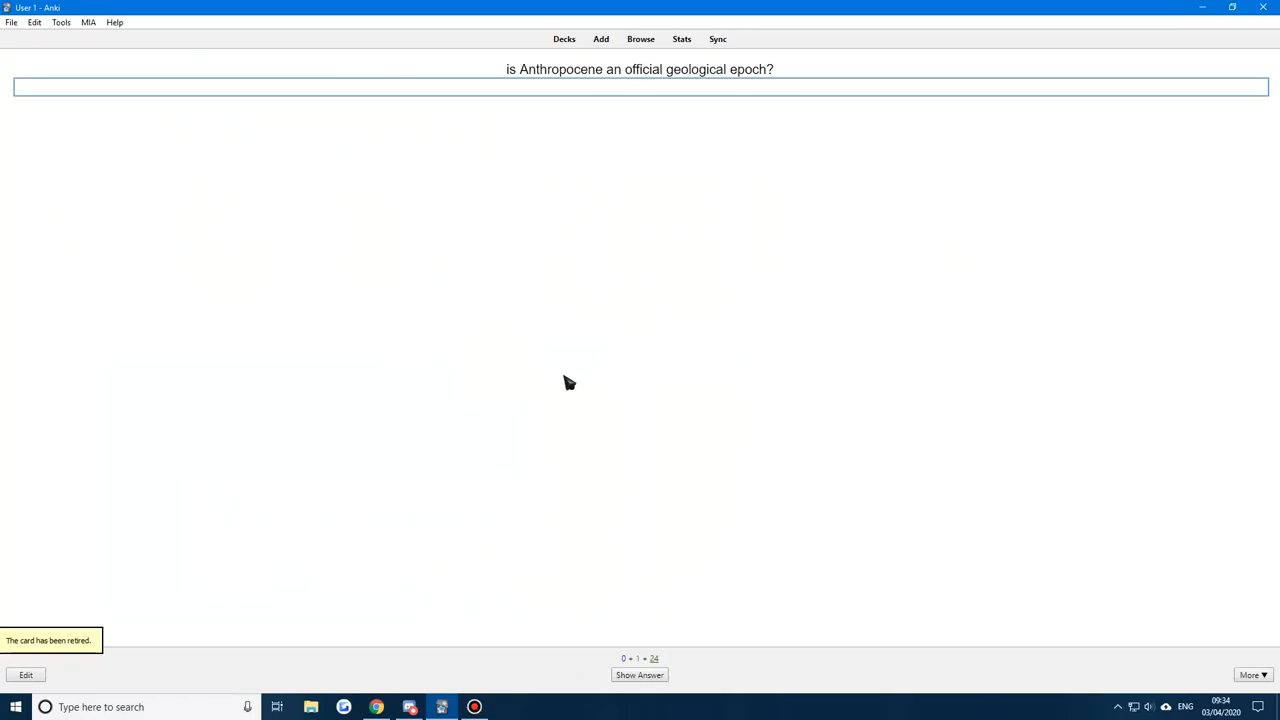 User 1 - Anki
File Edit Tools MIA Help
Decks Add Browse Stats Sync
is Anthropocene an official geological epoch?
The card has been retired.
0 + 1 + 24
Edit Show Answer More ▼
Type here to search
ENG
09:34
03/04/2020